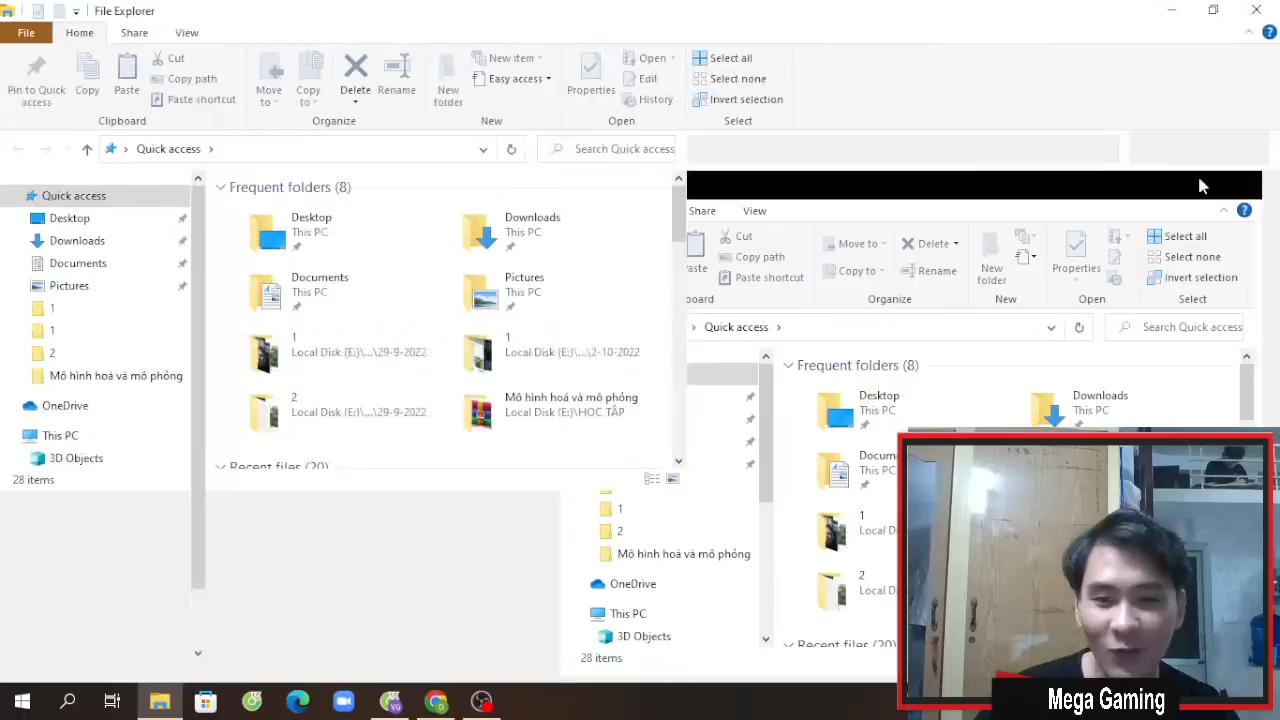 File Explorer
File Home Share View
Pin to Quick access
Copy
Paste
Cut
Copy path
Paste shortcut
Clipboard
Move to
Copy to
Delete
Rename
Organize
New folder
New item
Easy access
New
Properties
Open
Edit
History
Open
Select all
Select none
Invert selection
Select
Quick access
Search Quick access
Quick access
Desktop
Downloads
Documents
Pictures
1
1
2
Mô hình hoá và mô phỏng
OneDrive
This PC
3D Objects
28 items
Frequent folders (8)
Desktop
This PC
Downloads
This PC
Documents
This PC
Pictures
This PC
1
Local Disk (E:)\...\29-9-2022
1
Local Disk (E:)\...\2-10-2022
2
Local Disk (E:)\...\29-9-2022
Mô hình hoá và mô phỏng
Local Disk (E:)\HỌC TẬP
Recent files (20)
Share View
aste
Cut
Copy path
Paste shortcut
board
Move to
Copy to
Delete
Rename
Organize
New folder
New
Properties
Open
Select all
Select none
Invert selection
Select
Quick access
Search Quick access
Frequent folders (8)
Desktop
This PC
Downloads
This PC
Docum
This PC
1
Local Di
2
Local Di
Recent files (20)
1
2
Mô hình hoá và mô phỏng
OneDrive
This PC
3D Objects
28 items
Mega Gaming